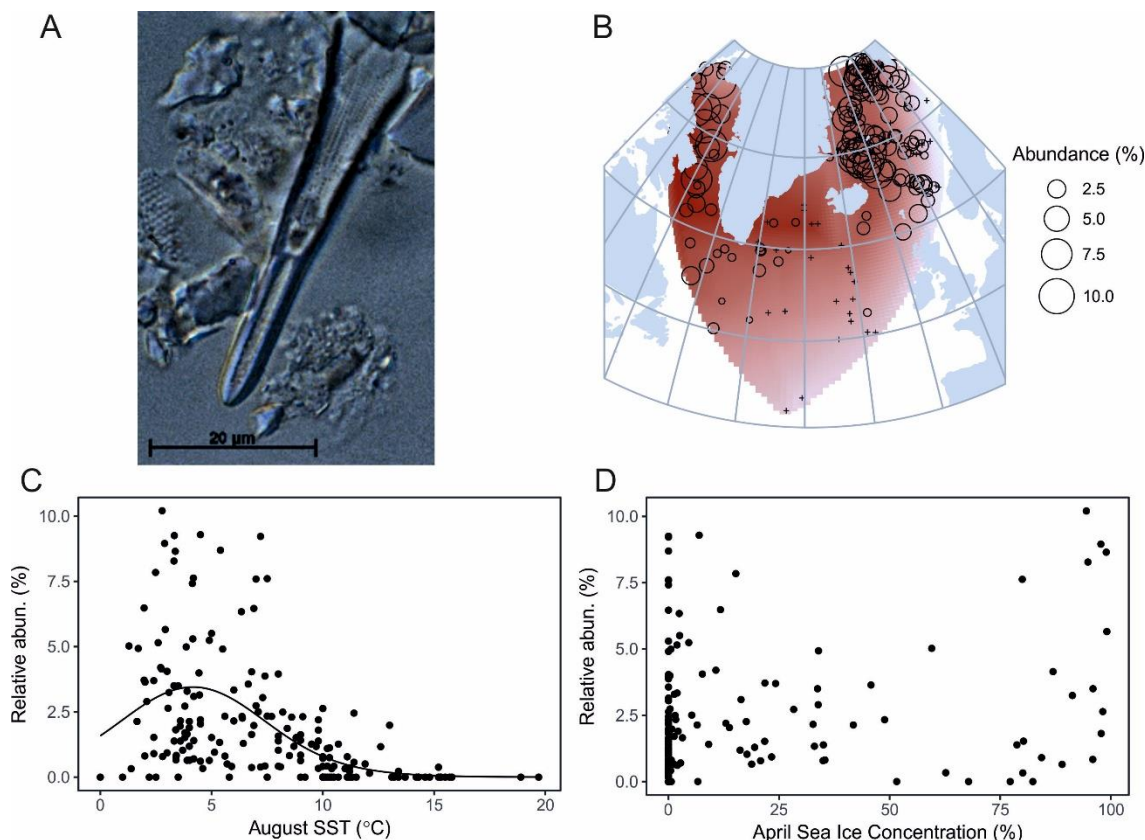 A
20 µm
B
Abundance (%)
2.5
5.0
7.5
10.0
C
10.0
7.5
5.0
2.5
0.0
Relative abun. (%)
0
5
10
15
20
August SST (°C)
D
10.0
7.5
5.0
2.5
0.0
Relative abun. (%)
0
25
50
75
100
April Sea Ice Concentration (%)